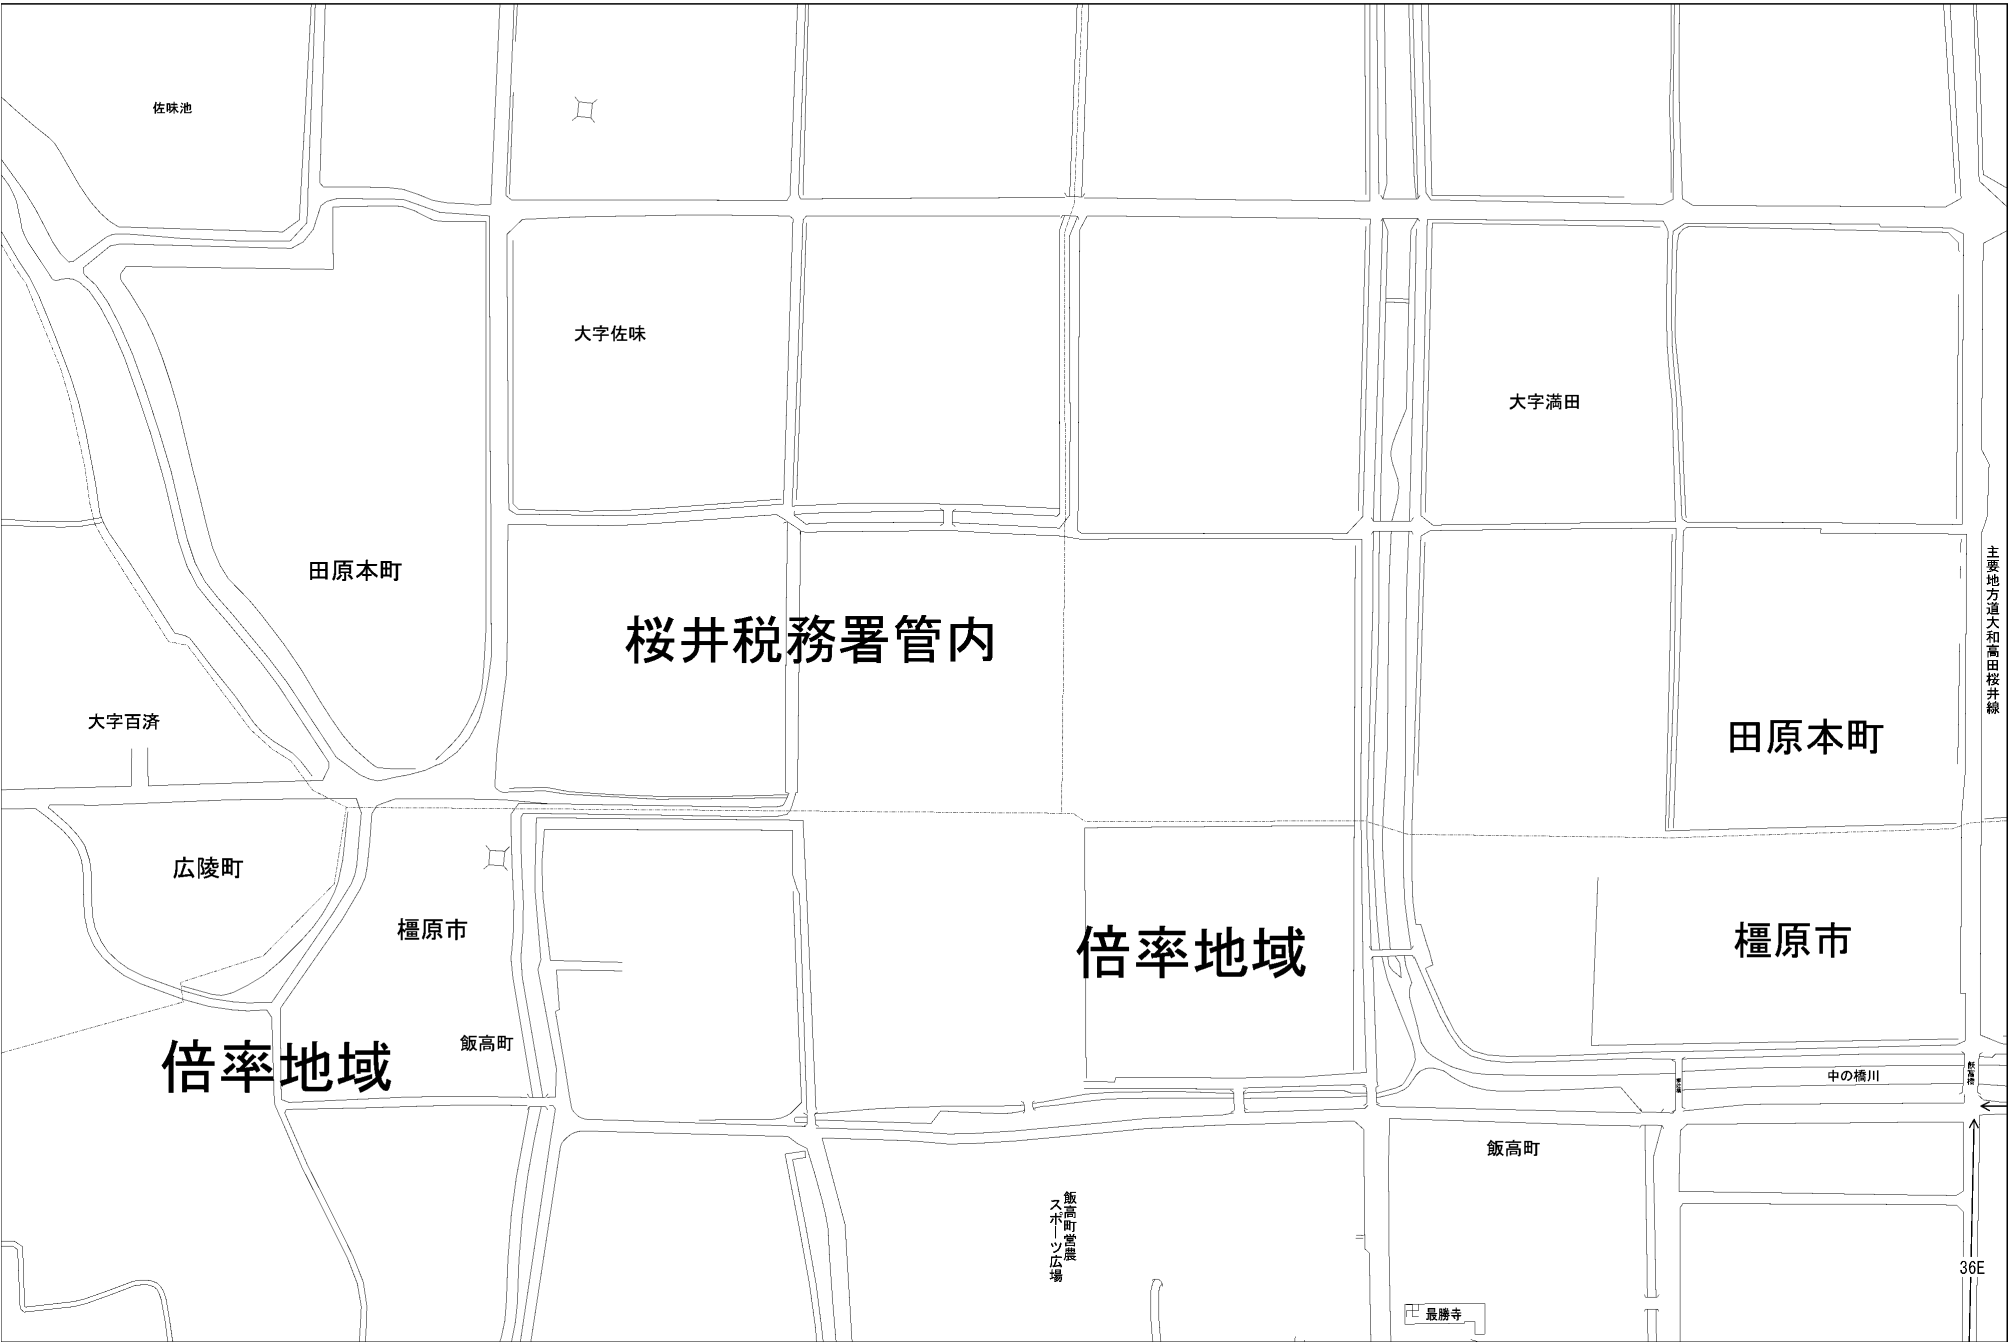 佐味池
大字佐味
大字満田
田原本町
桜井税務署管内
主要地方道大和高田桜井線
大字百済
田原本町
広陵町
橿原市
倍率地域
橿原市
飯高町
倍率地域
中の橋川
飯高橋
飯高町
飯高町営農
スポーツ広場
36E
最勝寺